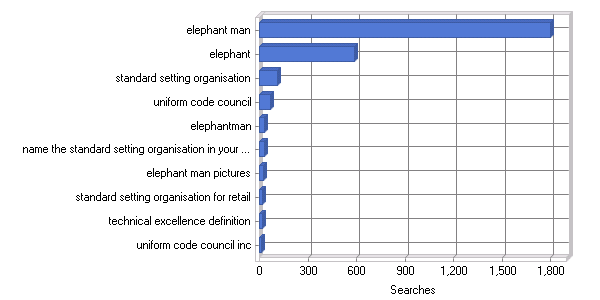 elephant man
elephant
standard setting organisation
uniform code council
elephantman
name the standard setting organisation in your ...
elephant man pictures
standard setting organisation for retail
technical excellence definition
uniform code council inc
0 300 600 900 1,200 1,500 1,800
Searches